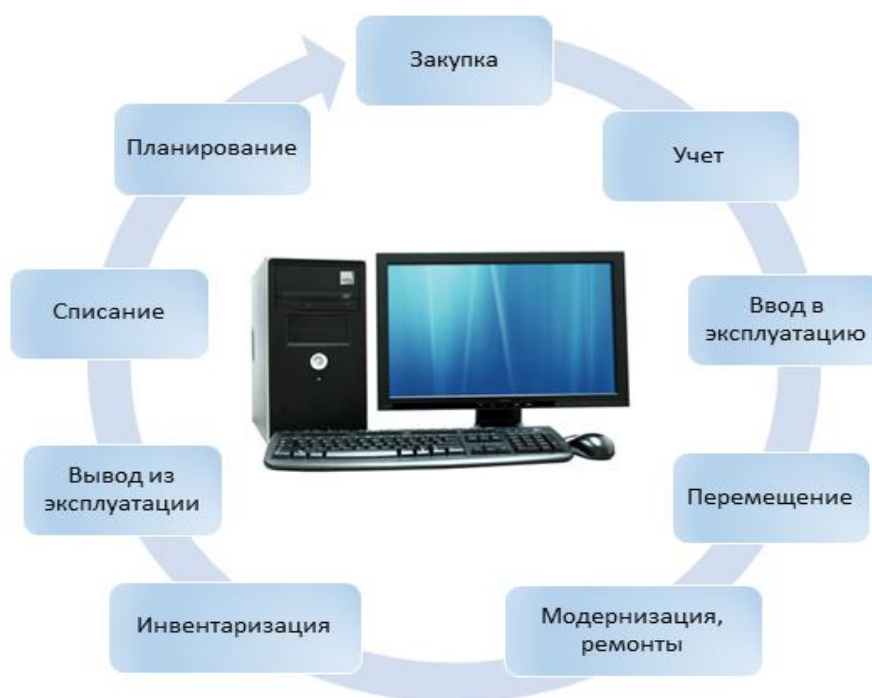 Закупка
Учет
Ввод в
эксплуатацию
Перемещение
Модернизация,
ремонты
Инвентаризация
Вывод из
эксплуатации
Списание
Планирование